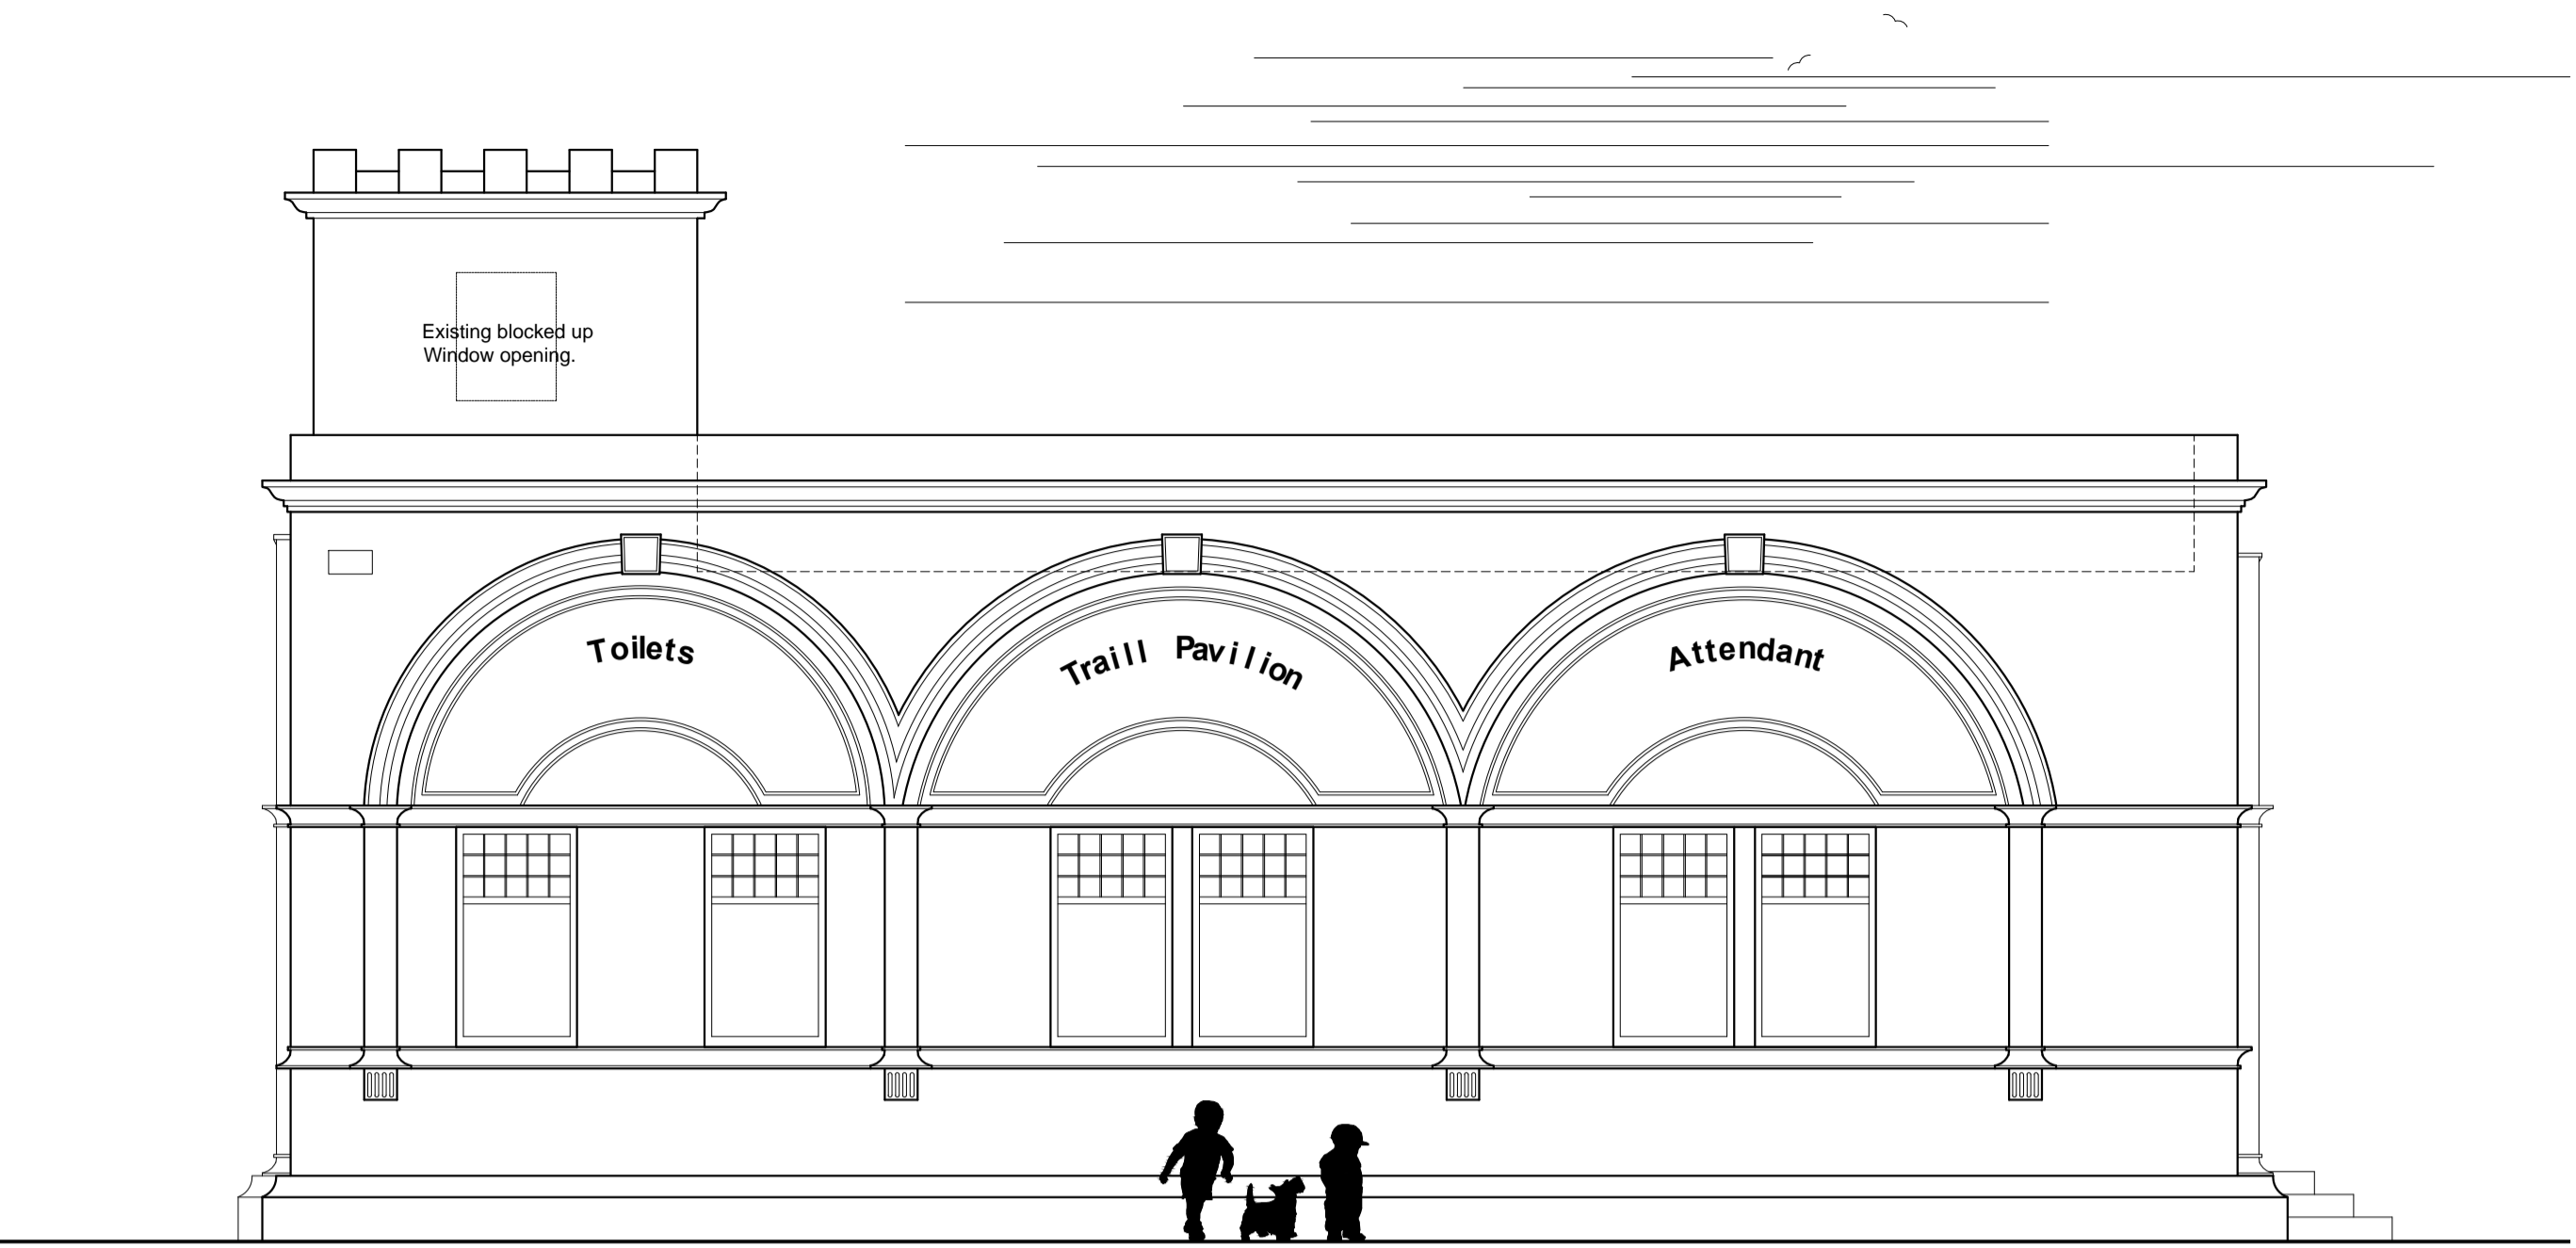 Existing blocked up
Window opening.
Toilets
Traill Pavilion
Attendant